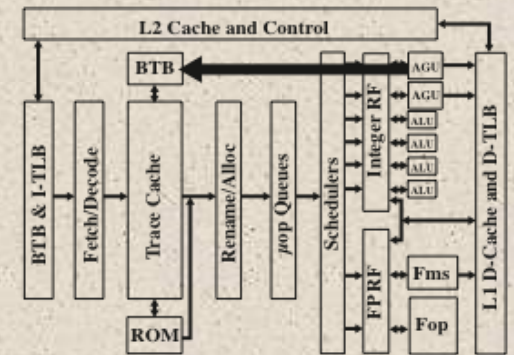 L2 Cache and Control
BTB
BTB & I-TLB
Fetch/Decode
Trace Cache
ROM
Rename/Alloc
µop Queues
Schedulers
Integer RF
FP RF
AGU
AGU
ALU
ALU
ALU
ALU
Fms
Fop
L1 D-Cache and D-TLB